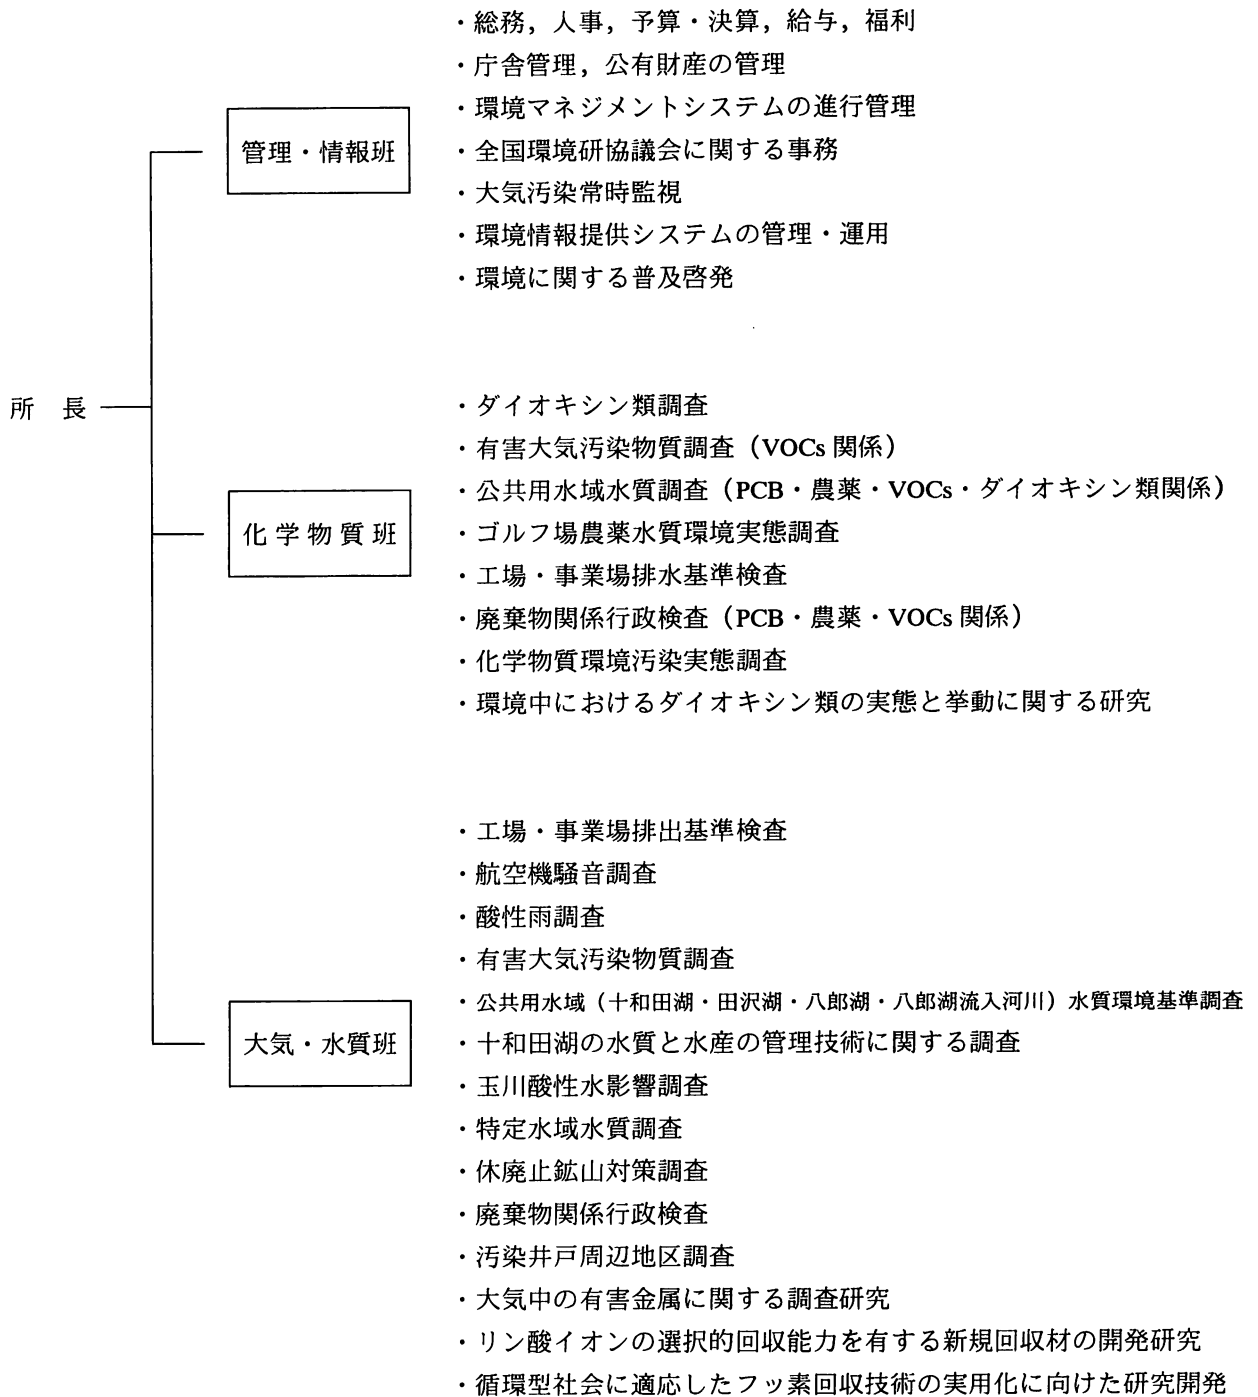 所　長
管理・情報班
・総務，人事，予算・決算，給与，福利
・庁舎管理，公有財産の管理
・環境マネジメントシステムの進行管理
・全国環境研協議会に関する事務
・大気汚染常時監視
・環境情報提供システムの管理・運用
・環境に関する普及啓発
化学物質班
・ダイオキシン類調査
・有害大気汚染物質調査（VOCs 関係）
・公共用水域水質調査（PCB・農薬・VOCs・ダイオキシン類関係）
・ゴルフ場農薬水質環境実態調査
・工場・事業場排水基準検査
・廃棄物関係行政検査（PCB・農薬・VOCs 関係）
・化学物質環境汚染実態調査
・環境中におけるダイオキシン類の実態と挙動に関する研究
大気・水質班
・工場・事業場排出基準検査
・航空機騒音調査
・酸性雨調査
・有害大気汚染物質調査
・公共用水域（十和田湖・田沢湖・八郎湖・八郎湖流入河川）水質環境基準調査
・十和田湖の水質と水産の管理技術に関する調査
・玉川酸性水影響調査
・特定水域水質調査
・休廃止鉱山対策調査
・廃棄物関係行政検査
・汚染井戸周辺地区調査
・大気中の有害金属に関する調査研究
・リン酸イオンの選択的回収能力を有する新規回収材の開発研究
・循環型社会に適応したフッ素回収技術の実用化に向けた研究開発